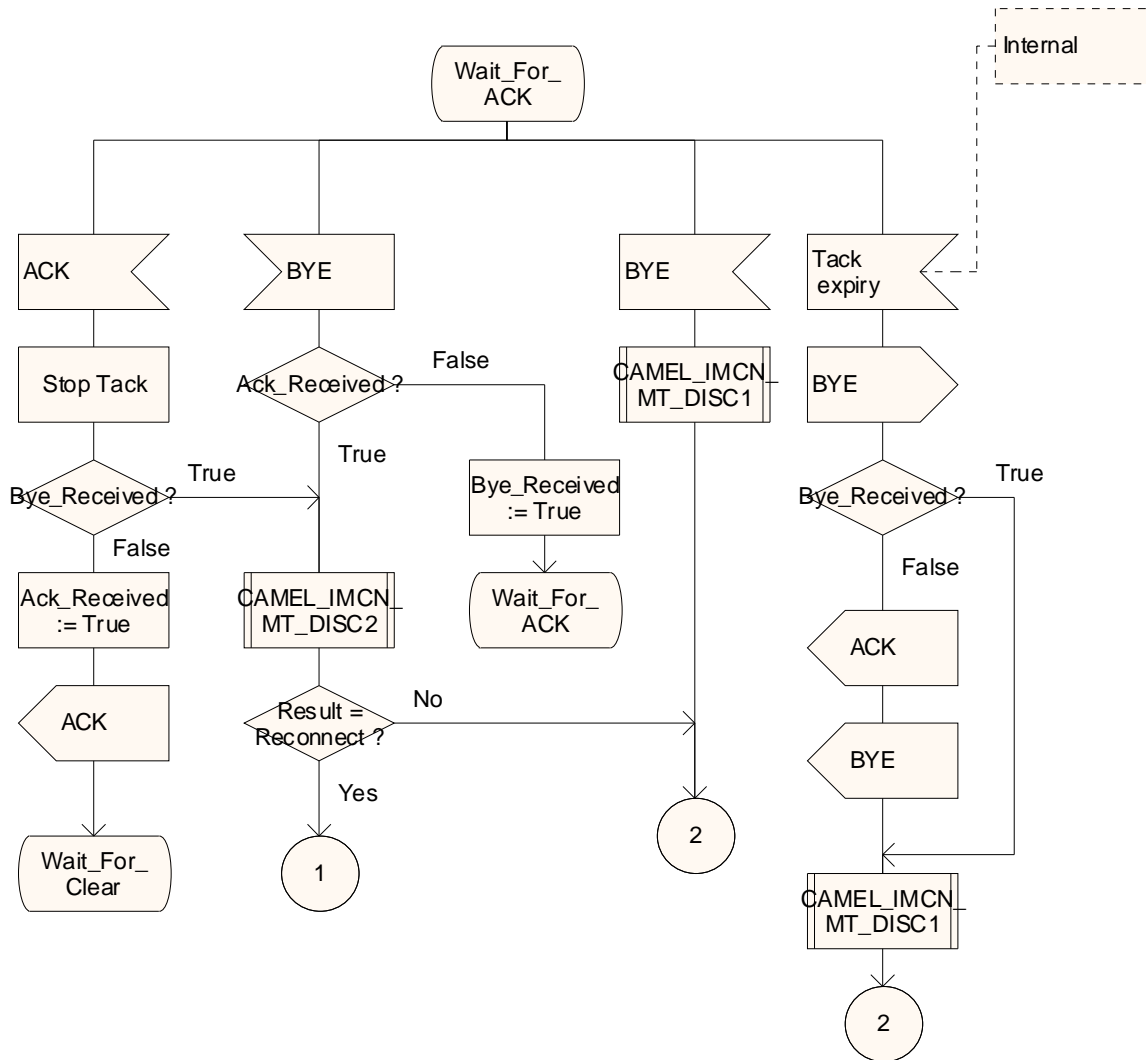 Internal
Wait_For_
ACK
ACK
BYE
BYE
Tack
expiry
Stop Tack
Ack_Received ?
False
True
CAMEL_IMCN_
MT_DISC1
BYE
Bye_Received ?
True
False
Bye_Received
:= True
Bye_Received ?
True
False
Ack_Received
:= True
CAMEL_IMCN_
MT_DISC2
Wait_For_
ACK
ACK
ACK
Result =
Reconnect ?
No
Yes
BYE
Wait_For_
Clear
1
2
CAMEL_IMCN_
MT_DISC1
2